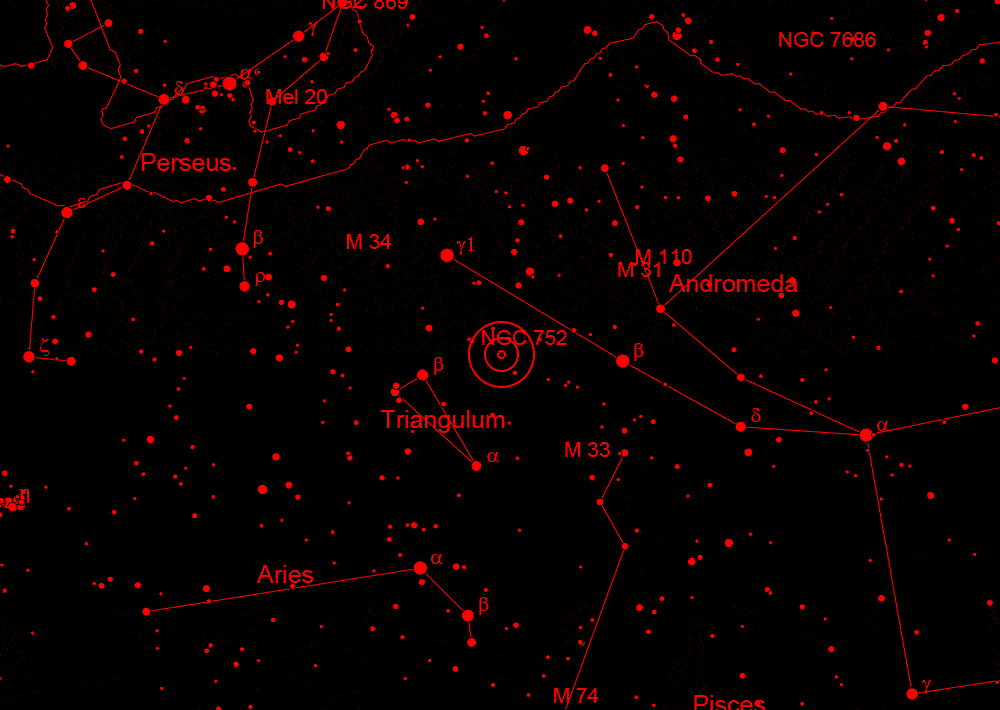 NGC 869
γ
NGC 7686
α
δ
Mel 20
Perseus
ε
β
M 34
γ1
M 110
M 31
Andromeda
ρ
NGC 752
ζ
β
β
Triangulum
δ
α
M 33
α
η
α
Aries
β
γ
M 74
Pisces